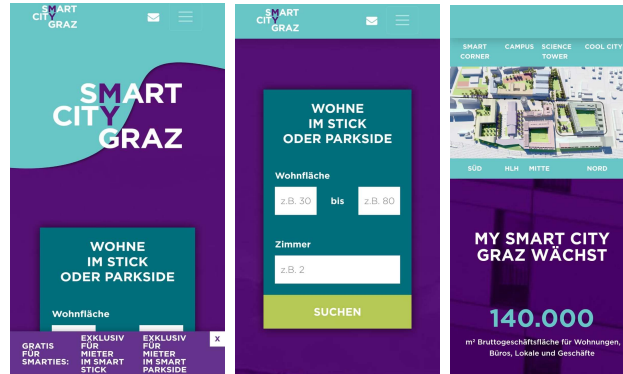 SMART
CITY
GRAZ
SMART
CITY
GRAZ
WOHNE
IM STICK
ODER PARKSIDE
Wohnfläche
GRATIS
FÜR
SMARTIES:
EXKLUSIV
FÜR
MIETER
IM SMART
STICK
EXKLUSIV
FÜR
MIETER
IM SMART
PARKSIDE
X
SMART
CITY
GRAZ
WOHNE
IM STICK
ODER PARKSIDE
Wohnfläche
z.B. 30 bis z.B. 80
Zimmer
z.B. 2
SUCHEN
SMART
CORNER
CAMPUS
SCIENCE
TOWER
COOL CITY
SÜD HLH MITTE NORD
MY SMART CITY
GRAZ WÄCHST
140.000
m² Bruttogeschäftsfläche für Wohnungen,
Büros, Lokale und Geschäfte